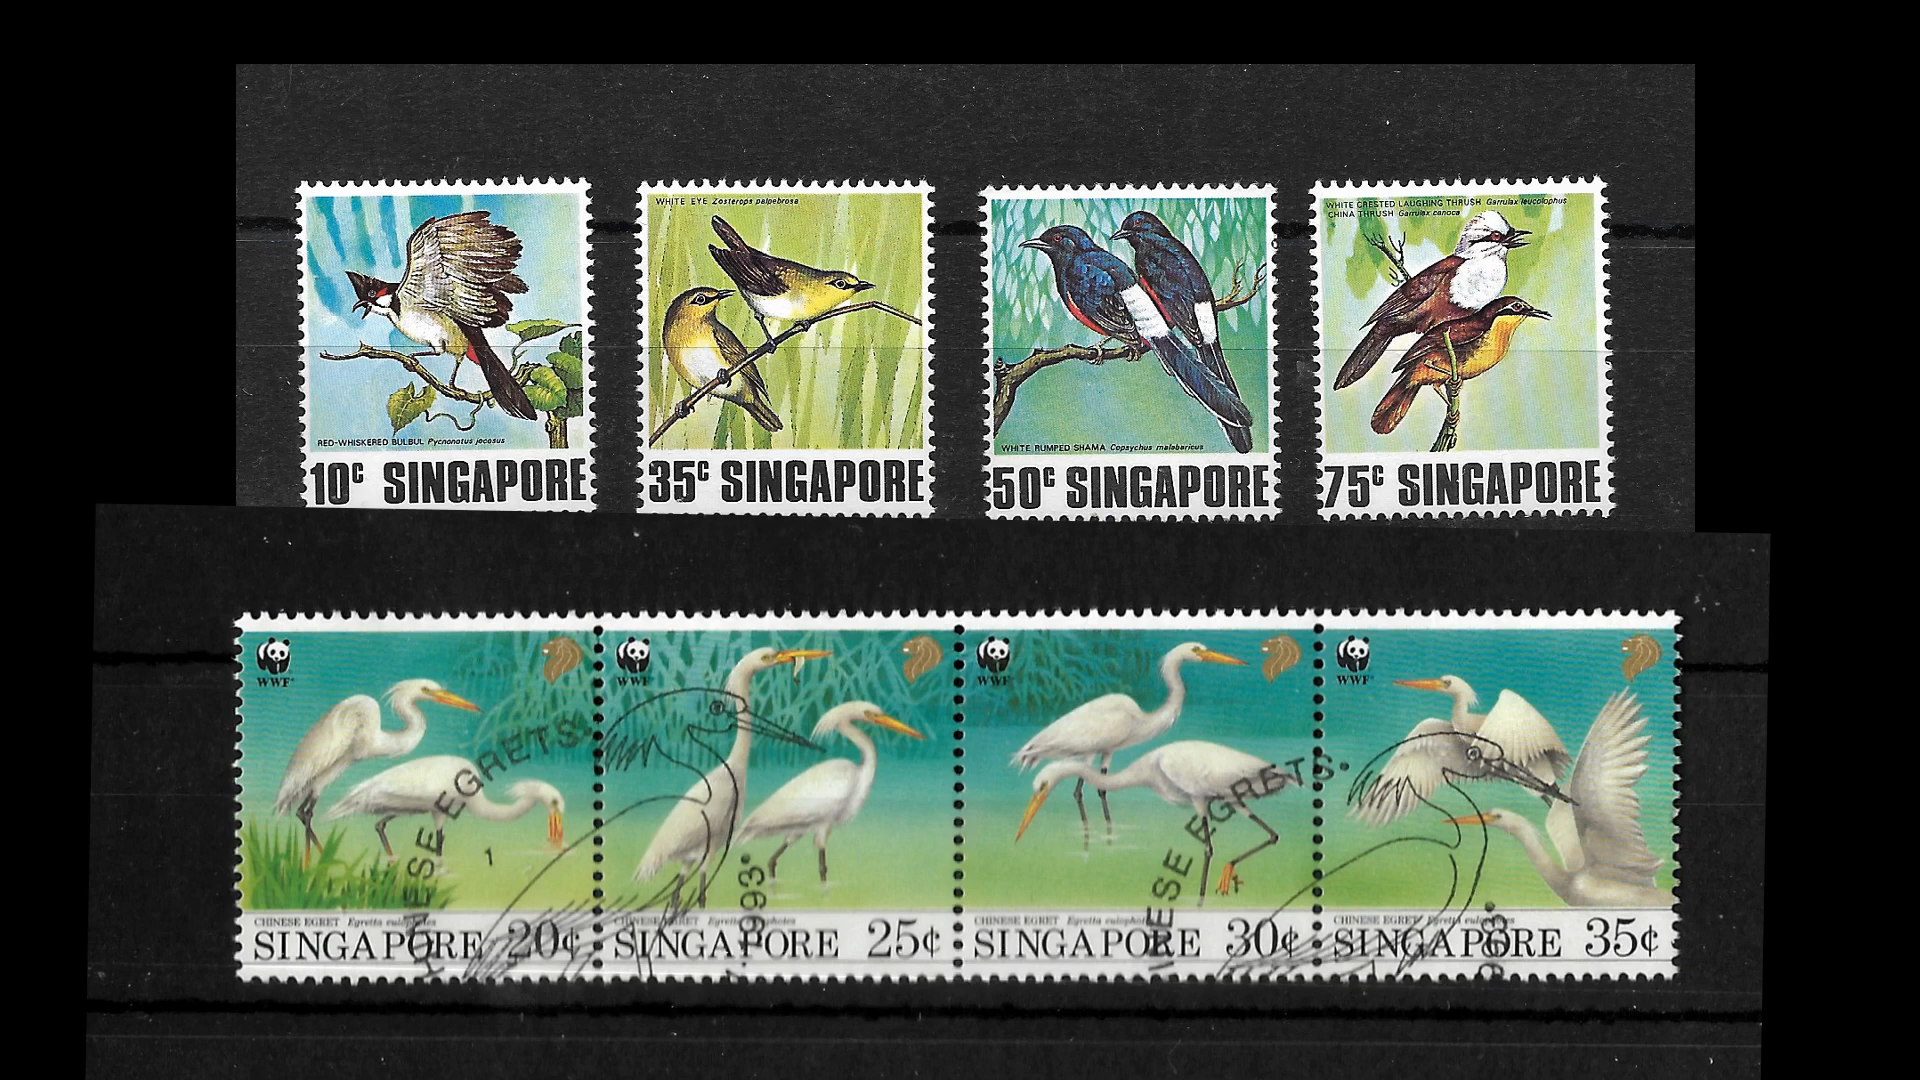 RED-WHISKERED BULBUL Pycnonotus jocosus
10c SINGAPORE
WHITE EYE Zosterops palpebrosa
35c SINGAPORE
WHITE RUMPED SHAMA Copsychus malabaricus
50c SINGAPORE
WHITE CRESTED LAUGHING THRUSH Garrulax leucolophus
CHINA THRUSH Garrulax canoca
75c SINGAPORE
WWF
CHINESE EGRET Egretta eulophotes
SINGAPORE 20¢
WWF
CHINESE EGRET Egretta eulophotes
SINGAPORE 25¢
WWF
CHINESE EGRET Egretta eulophotes
SINGAPORE 30¢
WWF
CHINESE EGRET Egretta eulophotes
SINGAPORE 35¢
EGRETS
1993
EGRETS